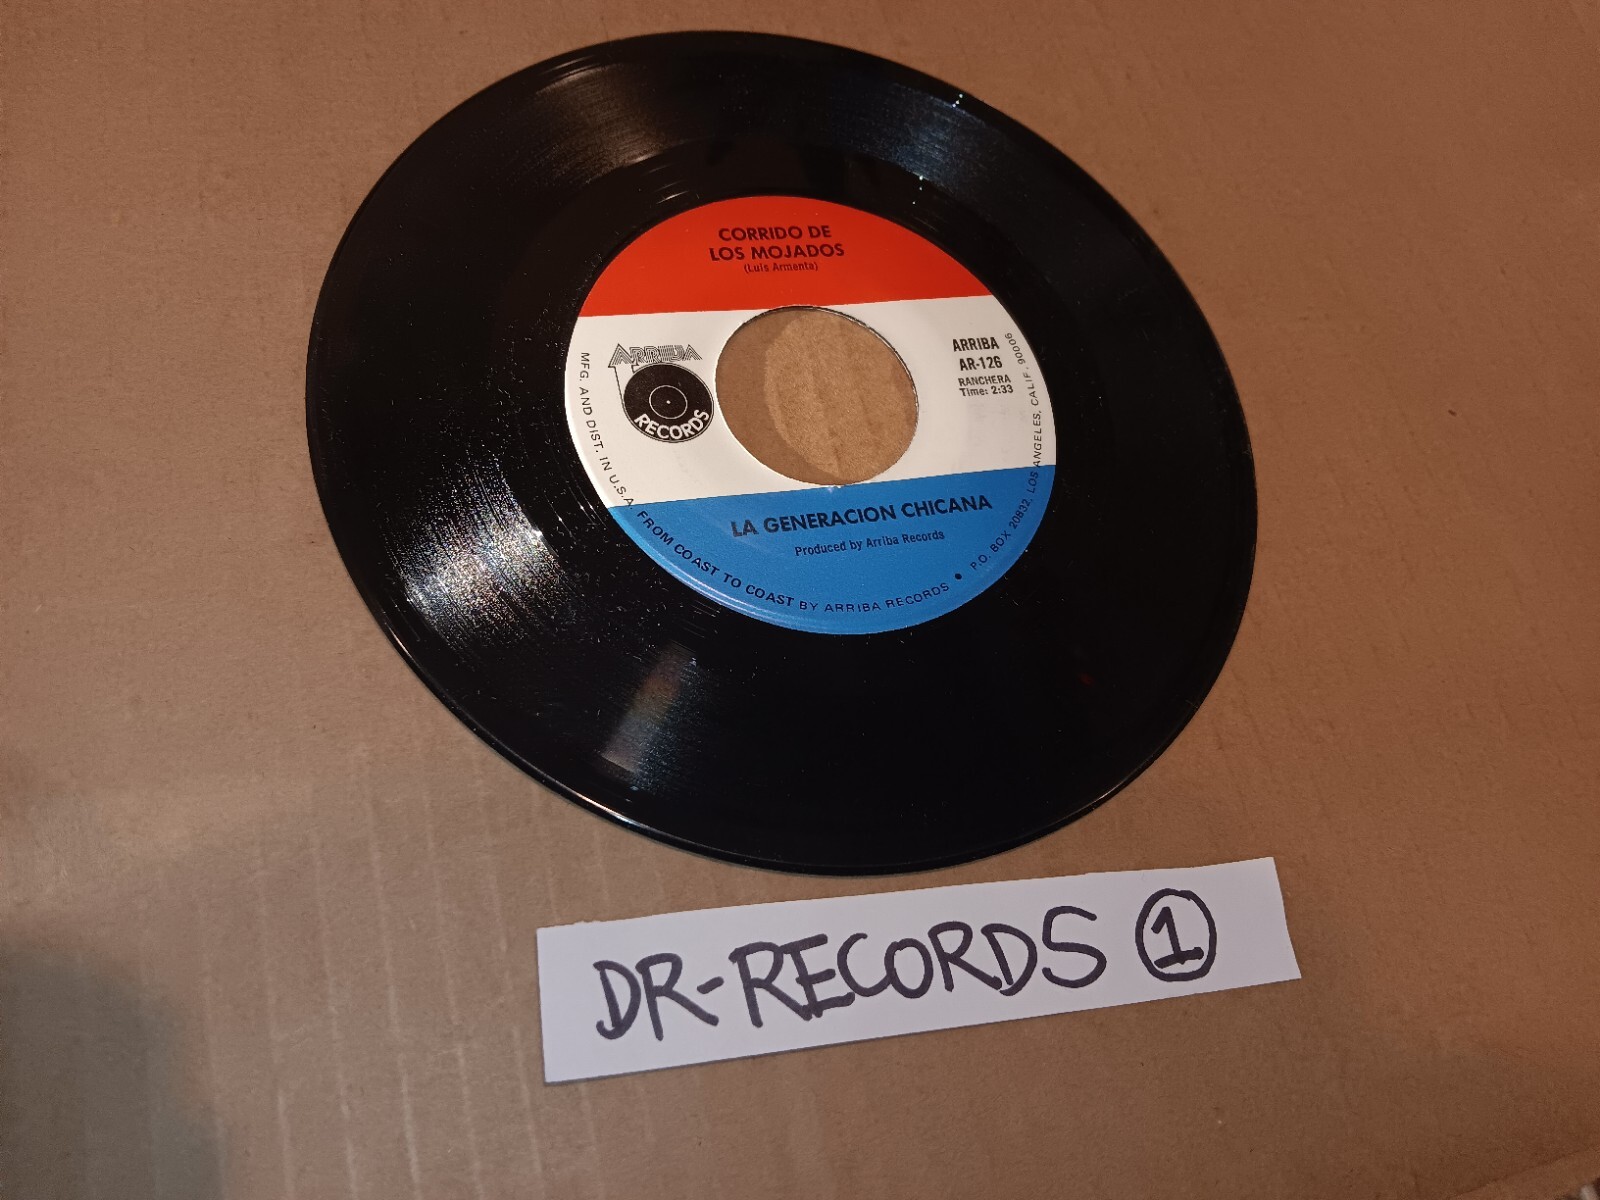 CORRIDO DE
LOS MOJADOS
(Luis Armenta)
ARRIBA
RECORDS
ARRIBA
AR-126
RANCHERA
Time: 2:33
LA GENERACION CHICANA
Produced by Arriba Records
MFG. AND DIST. IN U.S.A. FROM COAST TO COAST BY ARRIBA RECORDS • P.O. BOX 20832, LOS ANGELES, CALIF. 90006
DR-RECORDS 1